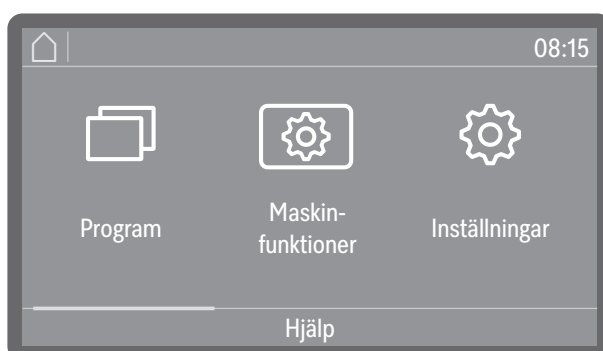 08:15
Program
Maskin-
funktioner
Inställningar
Hjälp